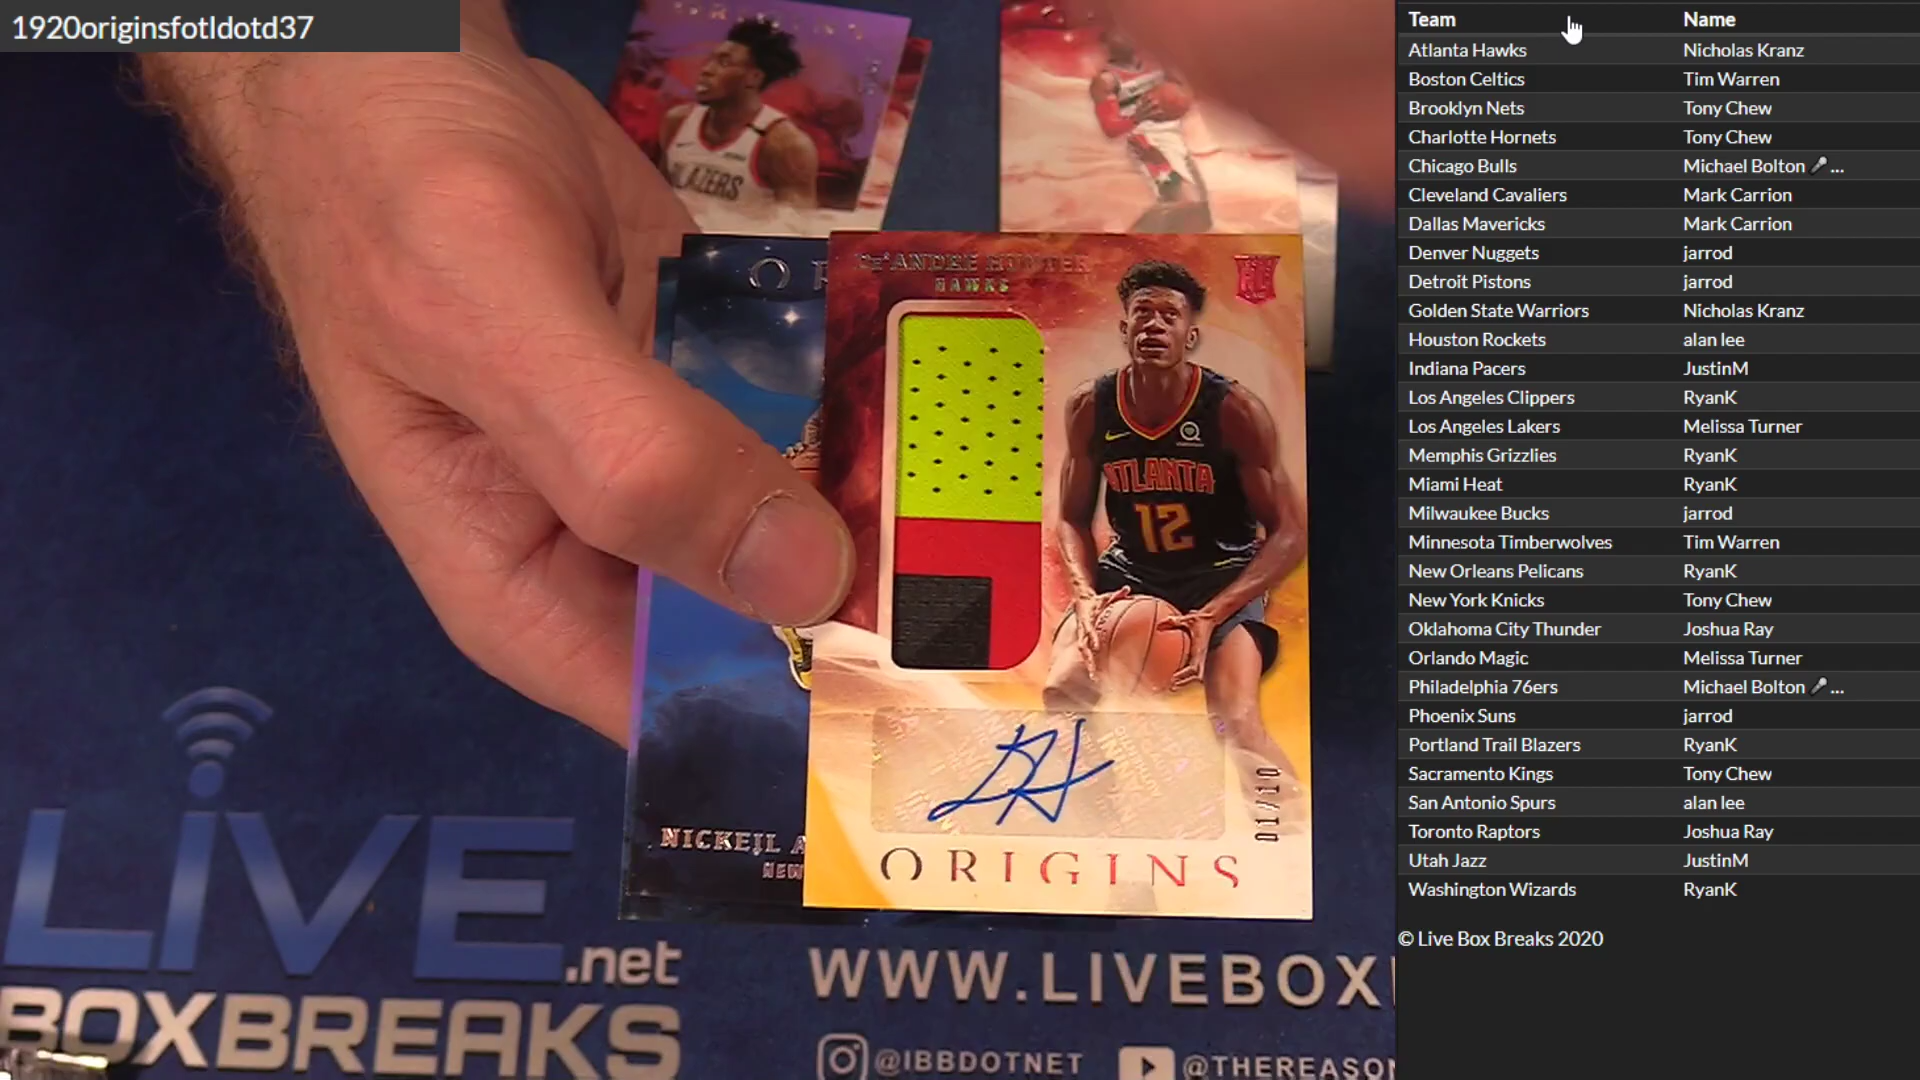 1920originsfotldotd37
ORIGINS
BLAZERS
DE'ANDRE HUNTER
HAWKS
ATLANTA
12
01/10
ORIGINS
NICKEIL
NEW
LIVE
.net
BOXBREAKS
WWW.LIVEBOX
@IBBDOTNET
@THEREASON
Team Name
Atlanta Hawks Nicholas Kranz
Boston Celtics Tim Warren
Brooklyn Nets Tony Chew
Charlotte Hornets Tony Chew
Chicago Bulls Michael Bolton 🎤 ...
Cleveland Cavaliers Mark Carrion
Dallas Mavericks Mark Carrion
Denver Nuggets jarrod
Detroit Pistons jarrod
Golden State Warriors Nicholas Kranz
Houston Rockets alan lee
Indiana Pacers JustinM
Los Angeles Clippers RyanK
Los Angeles Lakers Melissa Turner
Memphis Grizzlies RyanK
Miami Heat RyanK
Milwaukee Bucks jarrod
Minnesota Timberwolves Tim Warren
New Orleans Pelicans RyanK
New York Knicks Tony Chew
Oklahoma City Thunder Joshua Ray
Orlando Magic Melissa Turner
Philadelphia 76ers Michael Bolton 🎤 ...
Phoenix Suns jarrod
Portland Trail Blazers RyanK
Sacramento Kings Tony Chew
San Antonio Spurs alan lee
Toronto Raptors Joshua Ray
Utah Jazz JustinM
Washington Wizards RyanK
© Live Box Breaks 2020